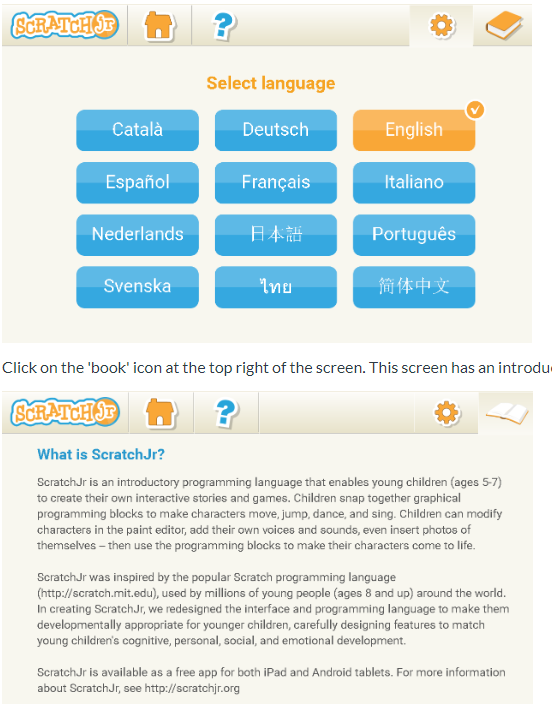 SCRATCHJr
?
Select language
Català Deutsch English
Español Français Italiano
Nederlands 日本語 Português
Svenska ไทย 简体中文
Click on the 'book' icon at the top right of the screen. This screen has an
SCRATCHJr
?
What is ScratchJr?
ScratchJr is an introductory programming language that enables young children (ages 5-7)
to create their own interactive stories and games. Children snap together graphical
programming blocks to make characters move, jump, dance, and sing. Children can modify
characters in the paint editor, add their own voices and sounds, even insert photos of
themselves – then use the programming blocks to make their characters come to life.
ScratchJr was inspired by the popular Scratch programming language
(http://scratch.mit.edu), used by millions of young people (ages 8 and up) around the world.
In creating ScratchJr, we redesigned the interface and programming language to make them
developmentally appropriate for younger children, carefully designing features to match
young children's cognitive, personal, social, and emotional development.
ScratchJr is available as a free app for both iPad and Android tablets. For more information
about ScratchJr, see http://scratchjr.org